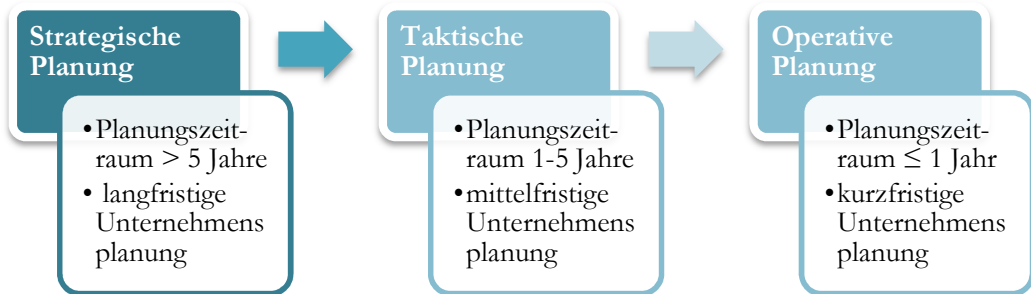 Strategische
Planung
•Planungszeit-
raum > 5 Jahre
• langfristige
Unternehmens
planung
Taktische
Planung
•Planungszeit-
raum 1-5 Jahre
•mittelfristige
Unternehmens
planung
Operative
Planung
•Planungszeit-
raum ≤ 1 Jahr
•kurzfristige
Unternehmens
planung